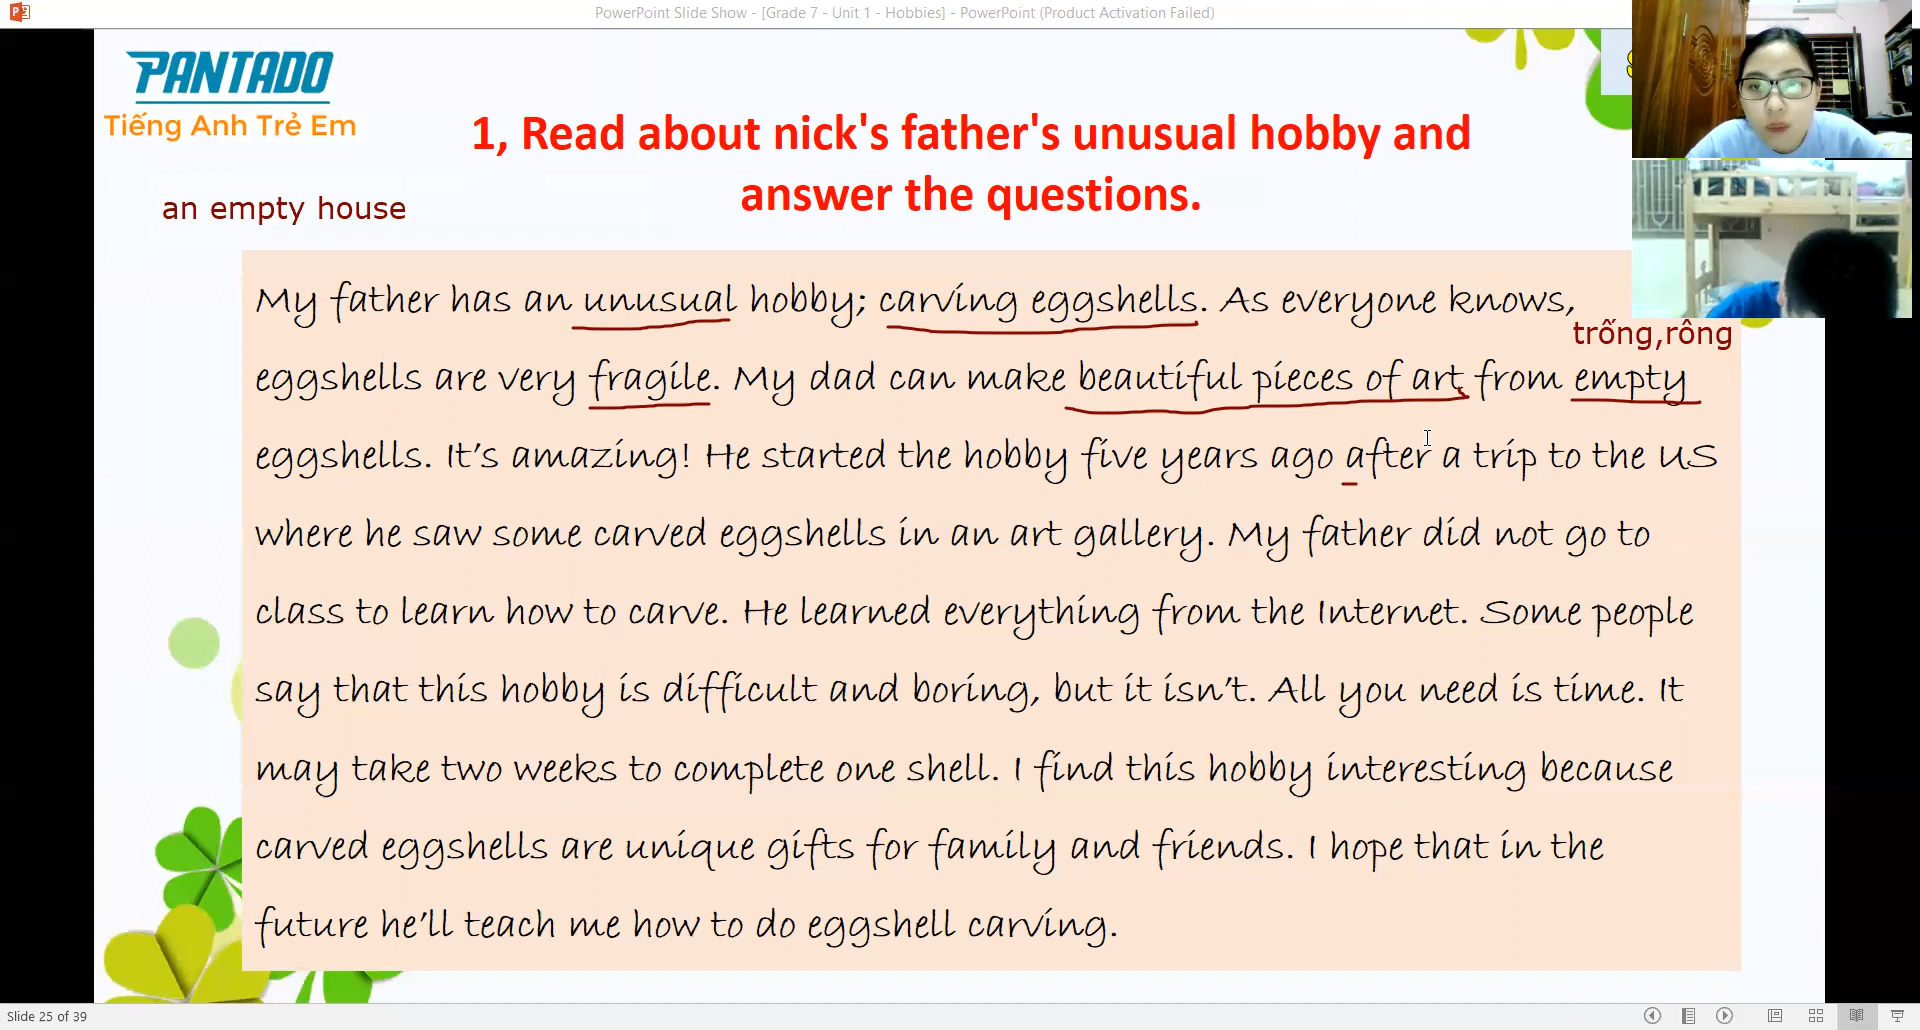 PowerPoint Slide Show - [Grade 7 - Unit 1 - Hobbies] - PowerPoint (Product Activation Failed)
PANTADO
Tiếng Anh Trẻ Em
1, Read about nick's father's unusual hobby and
answer the questions.
an empty house
My father has an unusual hobby; carving eggshells. As everyone knows,
trống,rông
eggshells are very fragile. My dad can make beautiful pieces of art from empty
eggshells. It's amazing! He started the hobby five years ago after a trip to the US
where he saw some carved eggshells in an art gallery. My father did not go to
class to learn how to carve. He learned everything from the Internet. Some people
say that this hobby is difficult and boring, but it isn't. All you need is time. It
may take two weeks to complete one shell. I find this hobby interesting because
carved eggshells are unique gifts for family and friends. I hope that in the
future he'll teach me how to do eggshell carving.
Slide 25 of 39